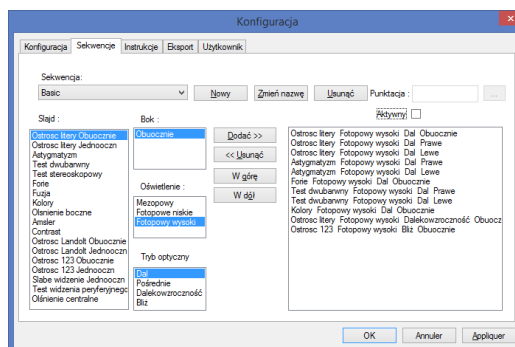 Konfiguracja
Konfiguracja Sekwencje Instrukcje Eksport Użytkownik
Sekwencja:
Basic Nowy Zmień nazwę Usunąć Punktacja : ...
Aktywny
Slajd :
Ostrosc litery Obuocznie
Ostrosc litery Jednooczn
Astygmatyzm
Test dwubarwny
Test stereoskopowy
Forie
Fuzja
Kolory
Olsnienie boczne
Amsler
Contrast
Ostrosc Landolt Obuocznie
Ostrosc Landolt Jednooczn
Ostrosc 123 Obuocznie
Ostrosc 123 Jednooczn
Slabe widzenie Jednooczn
Test widzenia peryferyjnego
Olśnienie centralne
Bok :
Obuocznie
Oświetlenie :
Mezopowy
Fotopowe niskie
Fotopowy wysoki
Tryb optyczny
Dal
Pośrednie
Dalekowzroczność
Bliż
Dodać >>
<< Usunąć
W górę
W dół
Ostrosc litery Fotopowy wysoki Dal Obuocznie
Ostrosc litery Fotopowy wysoki Dal Prawe
Ostrosc litery Fotopowy wysoki Dal Lewe
Astygmatyzm Fotopowy wysoki Dal Prawe
Astygmatyzm Fotopowy wysoki Dal Lewe
Forie Fotopowy wysoki Dal Obuocznie
Test dwubarwny Fotopowy wysoki Dal Prawe
Test dwubarwny Fotopowy wysoki Dal Lewe
Kolory Fotopowy wysoki Dal Obuocznie
Ostrosc litery Fotopowy wysoki Dalekowzroczność Obuocz
Ostrosc 123 Fotopowy wysoki Bliż Obuocznie
OK Annuler Appliquer